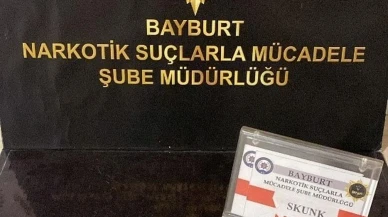 BAYBURT
NARKOTİK SUÇLARLA MÜCADELE
ŞUBE MÜDÜRLÜĞÜ
BAYBURT
NARKOTİK SUÇLARLA
MÜCADELE ŞUBE MÜDÜRLÜĞÜ
SKUNK